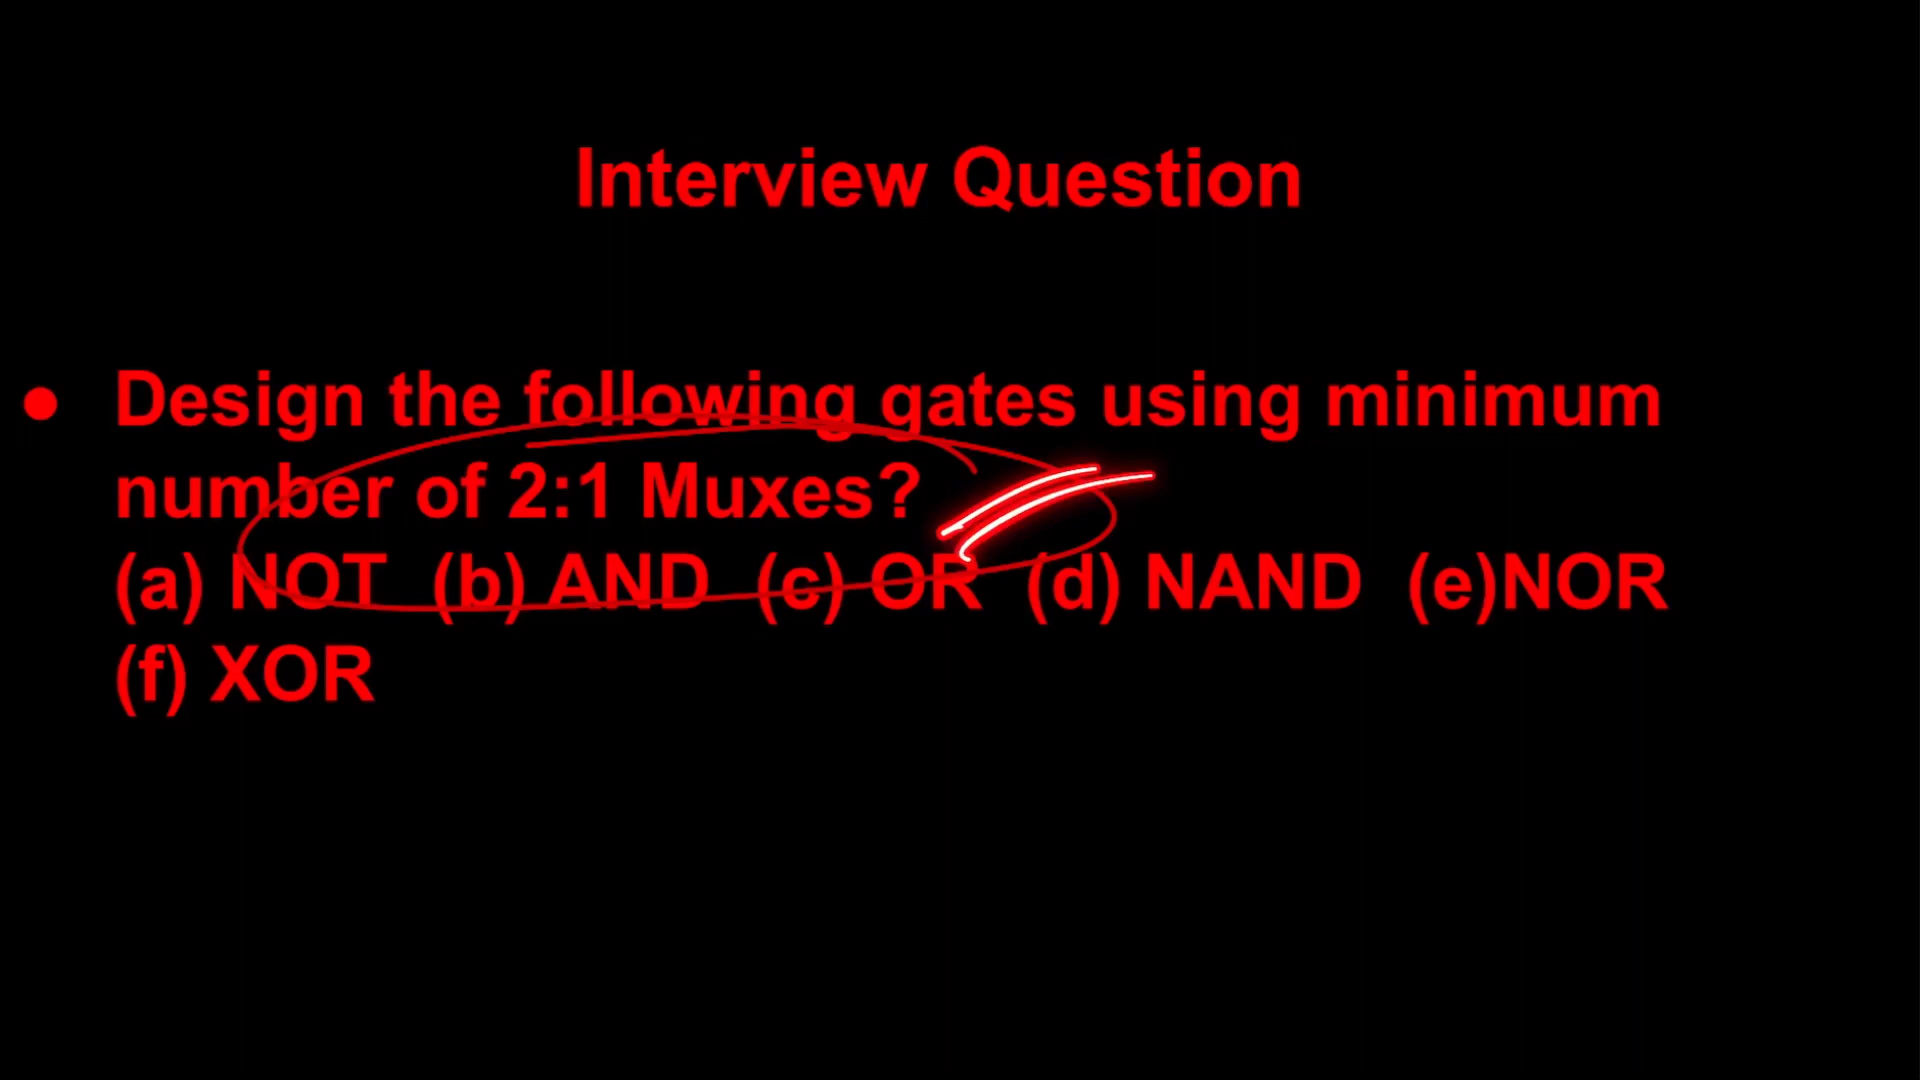 Interview Question
● Design the following gates using minimum
number of 2:1 Muxes?
(a) NOT (b) AND (c) OR (d) NAND (e)NOR
(f) XOR